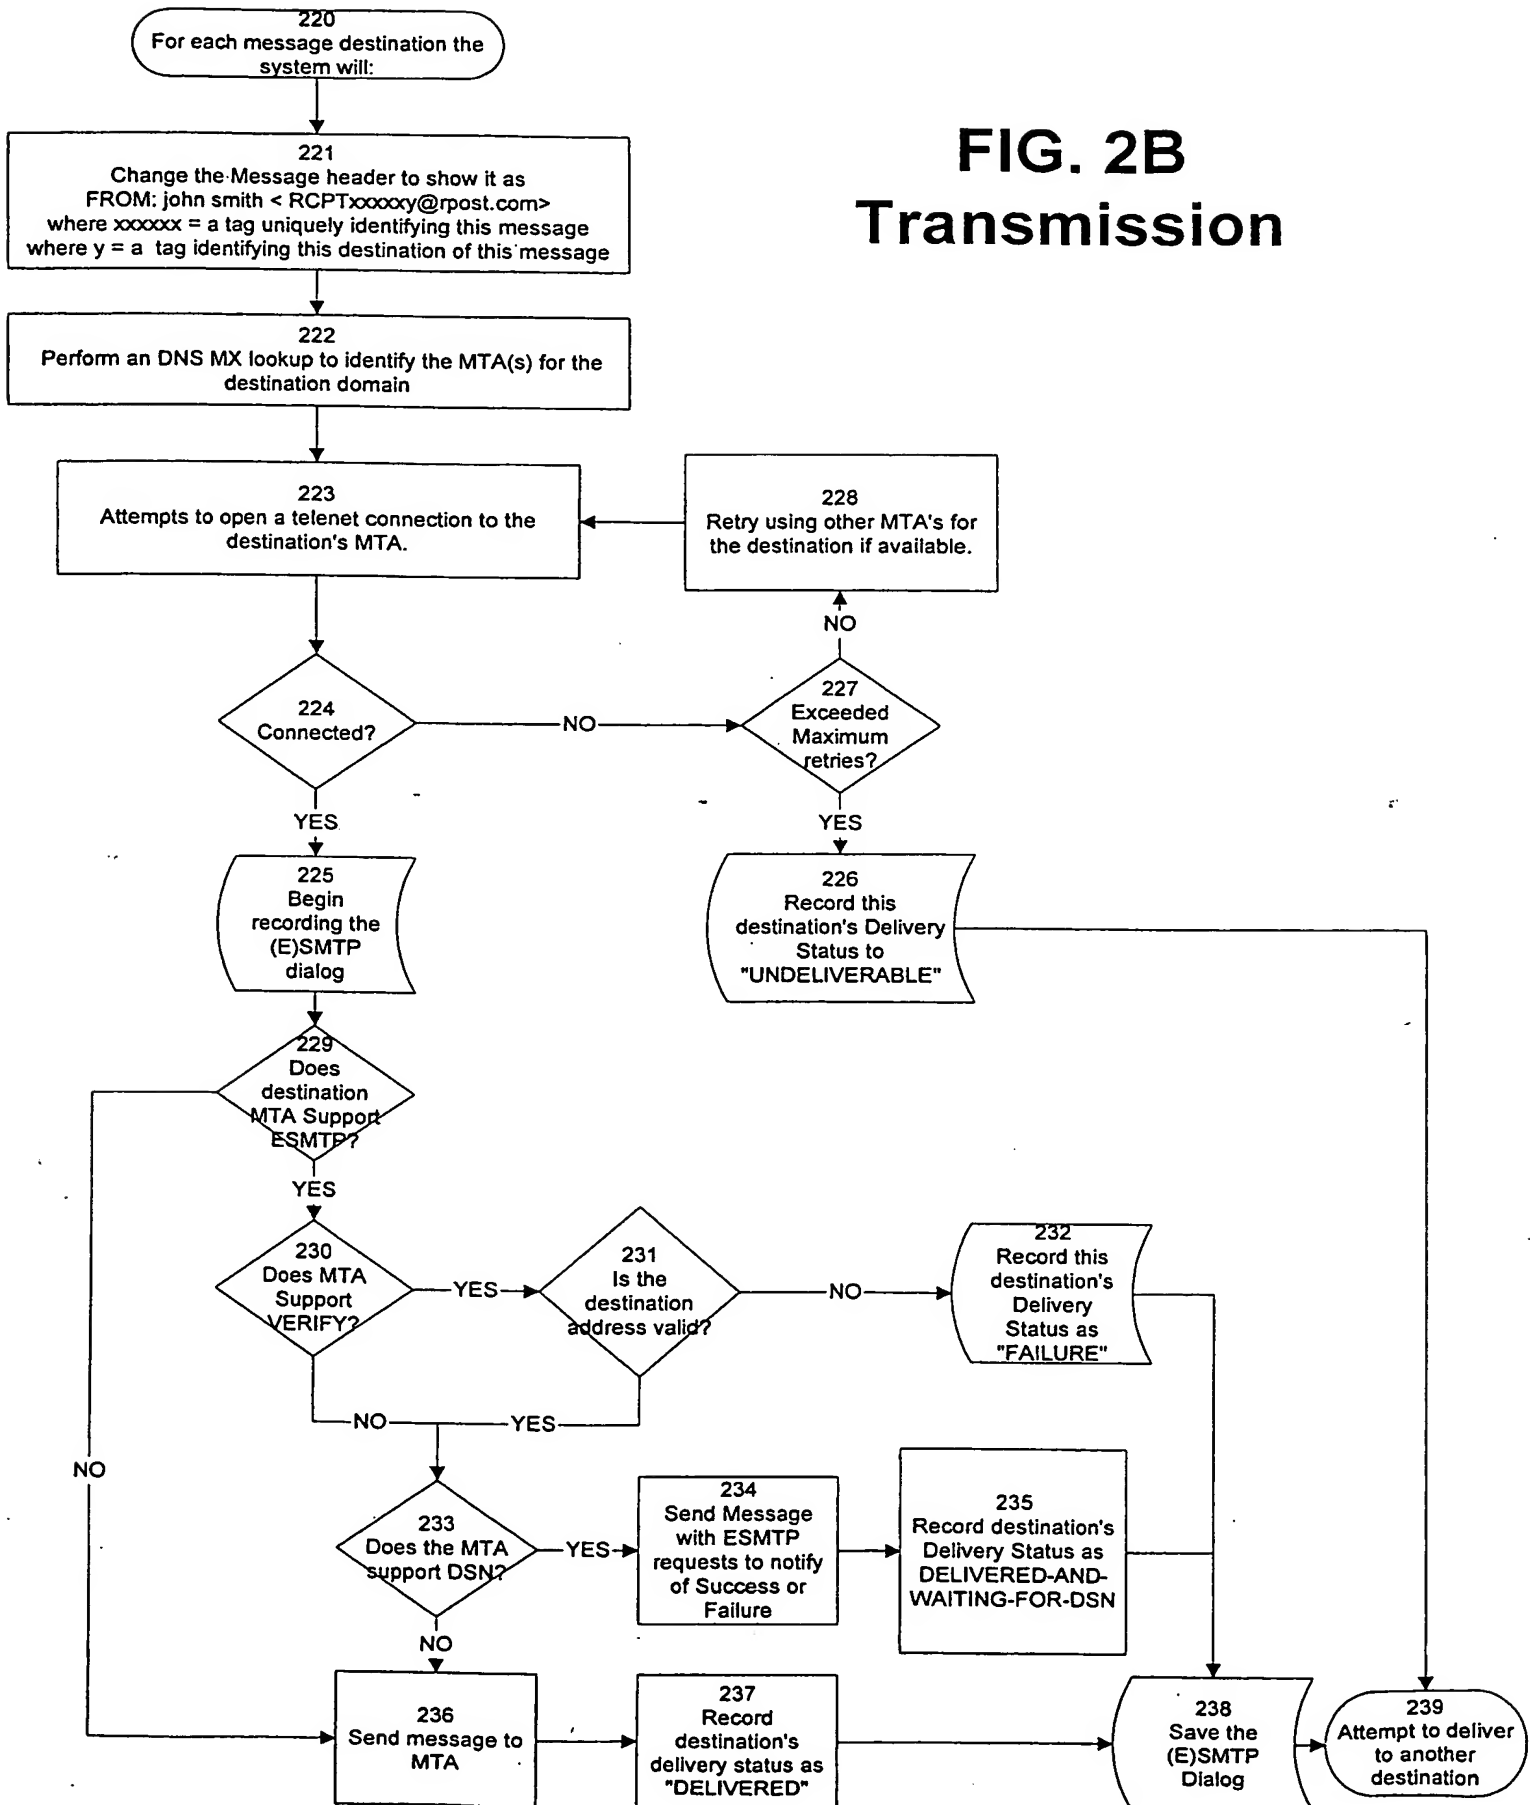 220
For each message destination the
system will:
FIG. 2B
Transmission
221
Change the Message header to show it as
FROM: john smith < RCPTxxxxxy@rpost.com>
where xxxxxx = a tag uniquely identifying this message
where y = a tag identifying this destination of this message
222
Perform an DNS MX lookup to identify the MTA(s) for the
destination domain
223
Attempts to open a telenet connection to the
destination's MTA.
228
Retry using other MTA's for
the destination if available.
NO
224
Connected?
NO
227
Exceeded
Maximum
retries?
YES
YES
225
Begin
recording the
(E)SMTP
dialog
226
Record this
destination's Delivery
Status to
"UNDELIVERABLE"
229
Does
destination
MTA Support
ESMTP?
YES
230
Does MTA
Support
VERIFY?
YES
231
Is the
destination
address valid?
NO
232
Record this
destination's
Delivery
Status as
"FAILURE"
NO
YES
NO
233
Does the MTA
support DSN?
YES
234
Send Message
with ESMTP
requests to notify
of Success or
Failure
235
Record destination's
Delivery Status as
DELIVERED-AND-
WAITING-FOR-DSN
NO
236
Send message to
MTA
237
Record
destination's
delivery status as
"DELIVERED"
238
Save the
(E)SMTP
Dialog
239
Attempt to deliver
to another
destination